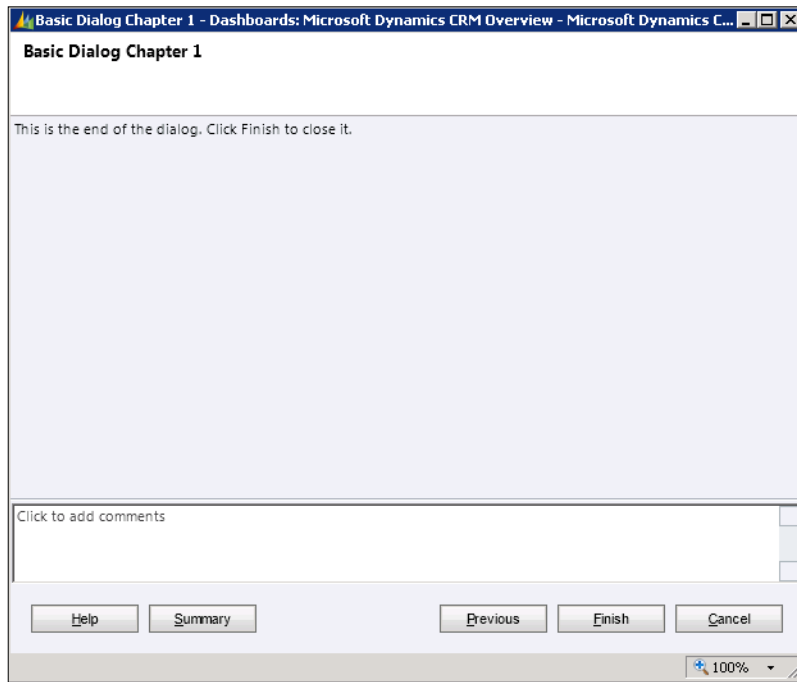 Basic Dialog Chapter 1 - Dashboards: Microsoft Dynamics CRM Overview - Microsoft Dynamics C...
Basic Dialog Chapter 1
This is the end of the dialog. Click Finish to close it.
Click to add comments
Help Summary Previous Finish Cancel
100%